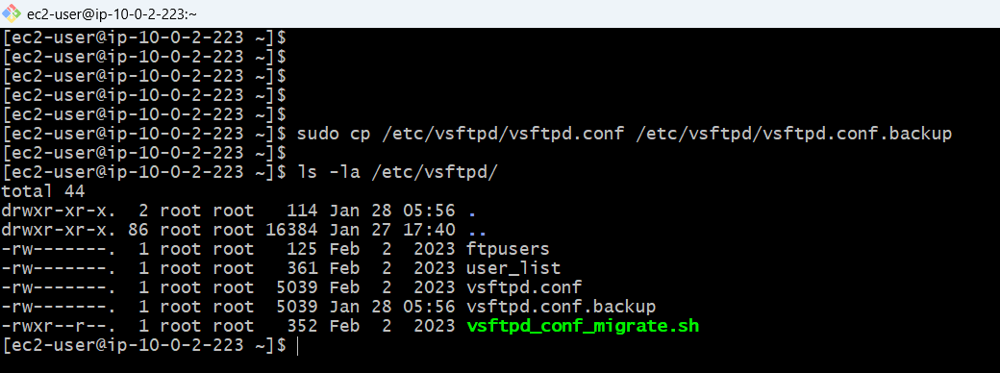 ec2-user@ip-10-0-2-223:~
[ec2-user@ip-10-0-2-223 ~]$
[ec2-user@ip-10-0-2-223 ~]$
[ec2-user@ip-10-0-2-223 ~]$
[ec2-user@ip-10-0-2-223 ~]$
[ec2-user@ip-10-0-2-223 ~]$
[ec2-user@ip-10-0-2-223 ~]$ sudo cp /etc/vsftpd/vsftpd.conf /etc/vsftpd/vsftpd.conf.backup
[ec2-user@ip-10-0-2-223 ~]$
[ec2-user@ip-10-0-2-223 ~]$ ls -la /etc/vsftpd/
total 44
drwxr-xr-x.  2 root root   114 Jan 28 05:56 .
drwxr-xr-x. 86 root root 16384 Jan 27 17:40 ..
-rw-------.  1 root root   125 Feb  2  2023 ftpusers
-rw-------.  1 root root   361 Feb  2  2023 user_list
-rw-------.  1 root root  5039 Feb  2  2023 vsftpd.conf
-rw-------.  1 root root  5039 Jan 28 05:56 vsftpd.conf.backup
-rwxr--r--.  1 root root   352 Feb  2  2023 vsftpd_conf_migrate.sh
[ec2-user@ip-10-0-2-223 ~]$